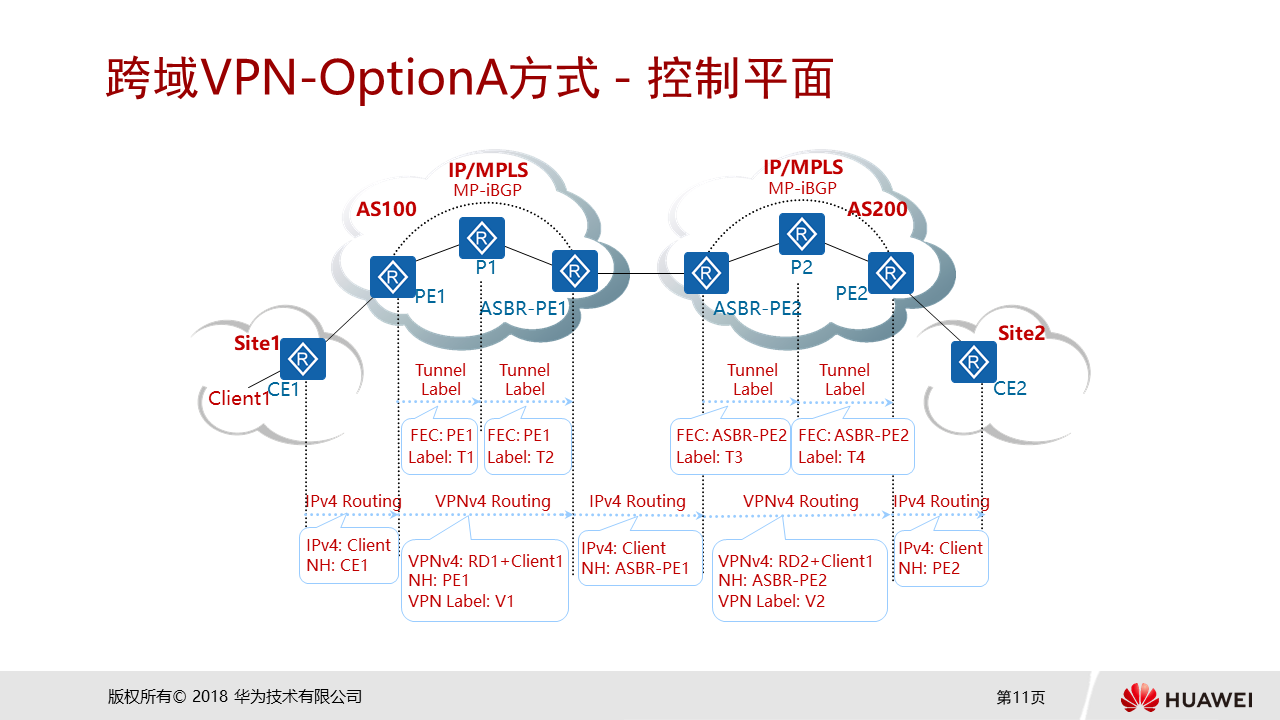 跨域VPN-OptionA方式 - 控制平面
IP/MPLS
MP-iBGP
AS100
P1
PE1
ASBR-PE1
IP/MPLS
MP-iBGP
AS200
P2
ASBR-PE2
PE2
Site1
CE1
Client1
Site2
CE2
Tunnel
Label
Tunnel
Label
Tunnel
Label
Tunnel
Label
FEC: PE1
Label: T1
FEC: PE1
Label: T2
FEC: ASBR-PE2
Label: T3
FEC: ASBR-PE2
Label: T4
IPv4 Routing
VPNv4 Routing
IPv4 Routing
VPNv4 Routing
IPv4 Routing
IPv4: Client
NH: CE1
VPNv4: RD1+Client1
NH: PE1
VPN Label: V1
IPv4: Client
NH: ASBR-PE1
VPNv4: RD2+Client1
NH: ASBR-PE2
VPN Label: V2
IPv4: Client
NH: PE2
版权所有© 2018 华为技术有限公司
第11页
HUAWEI